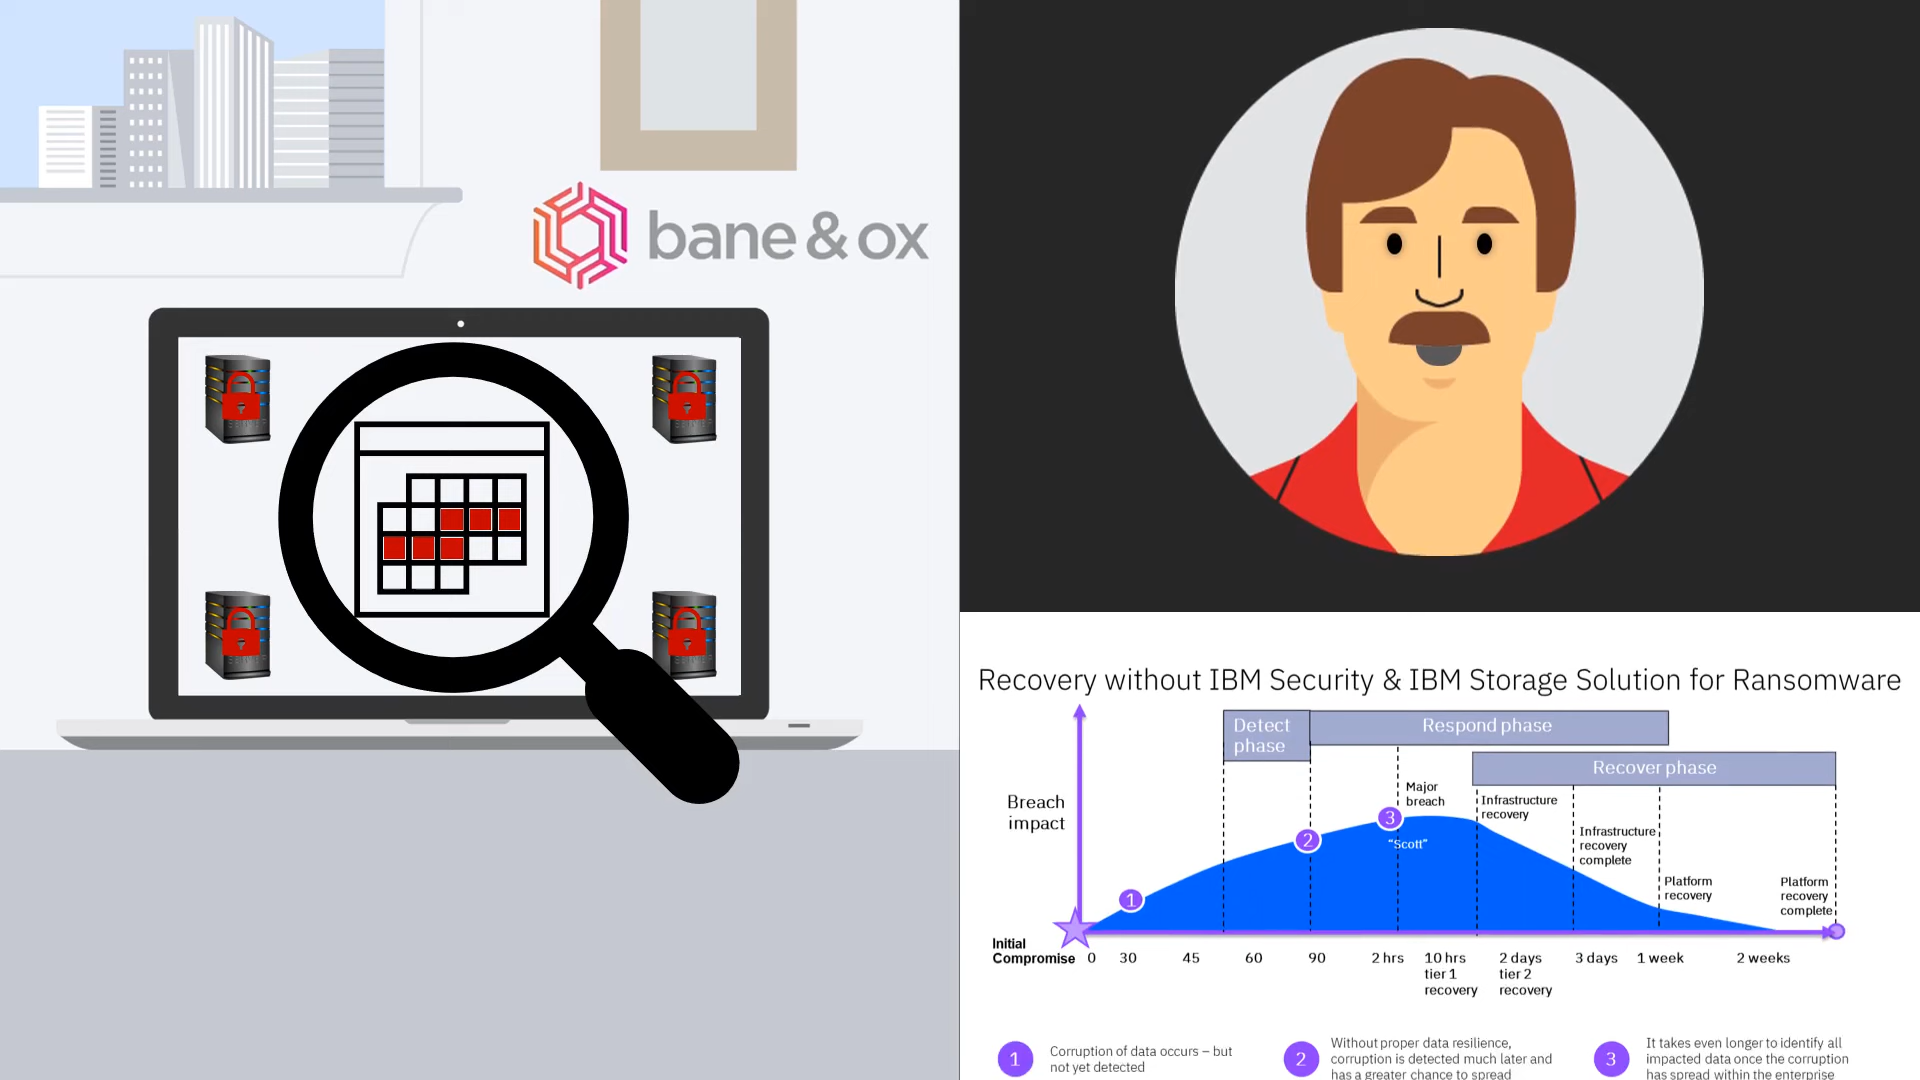 bane & ox
Recovery without IBM Security & IBM Storage Solution for Ransomware
Detect
phase
Respond phase
Recover phase
Breach
impact
Major
breach
"Scott"
Infrastructure
recovery
Infrastructure
recovery
complete
Platform
recovery
Platform
recovery
complete
1
2
3
Initial
Compromise
0 30 45 60 90 2 hrs 10 hrs 2 days 3 days 1 week 2 weeks
tier 1 tier 2
recovery recovery
1
Corruption of data occurs – but
not yet detected
2
Without proper data resilience,
corruption is detected much later and
has a greater chance to spread
3
It takes even longer to identify all
impacted data once the corruption
has spread within the enterprise